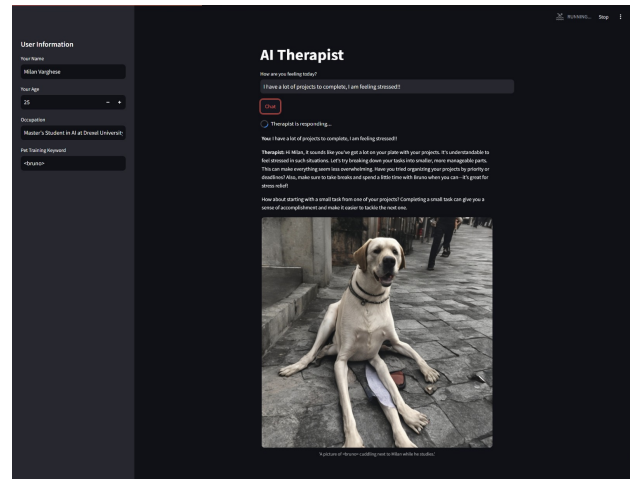 RUNNING...
Stop
User Information
Your Name
Milan Varghese
Your Age
25
Occupation
Master's Student in AI at Drexel University
Pet Training Keyword
<bruno>
AI Therapist
How are you feeling today?
I have a lot of projects to complete, I am feeling stressed!!
Chat
Therapist is responding...
You: I have a lot of projects to complete, I am feeling stressed!!
Therapist: Hi Milan, it sounds like you've got a lot on your plate with your projects. It's understandable to
feel stressed in such situations. Let's try breaking down your tasks into smaller, more manageable parts.
This can make everything seem less overwhelming. Have you tried organizing your projects by priority or
deadlines? Also, make sure to take breaks and spend a little time with Bruno when you can—it's great for
stress relief!
How about starting with a small task from one of your projects? Completing a small task can give you a
sense of accomplishment and make it easier to tackle the next one.
'A picture of <bruno> cuddling next to Milan while he studies.'